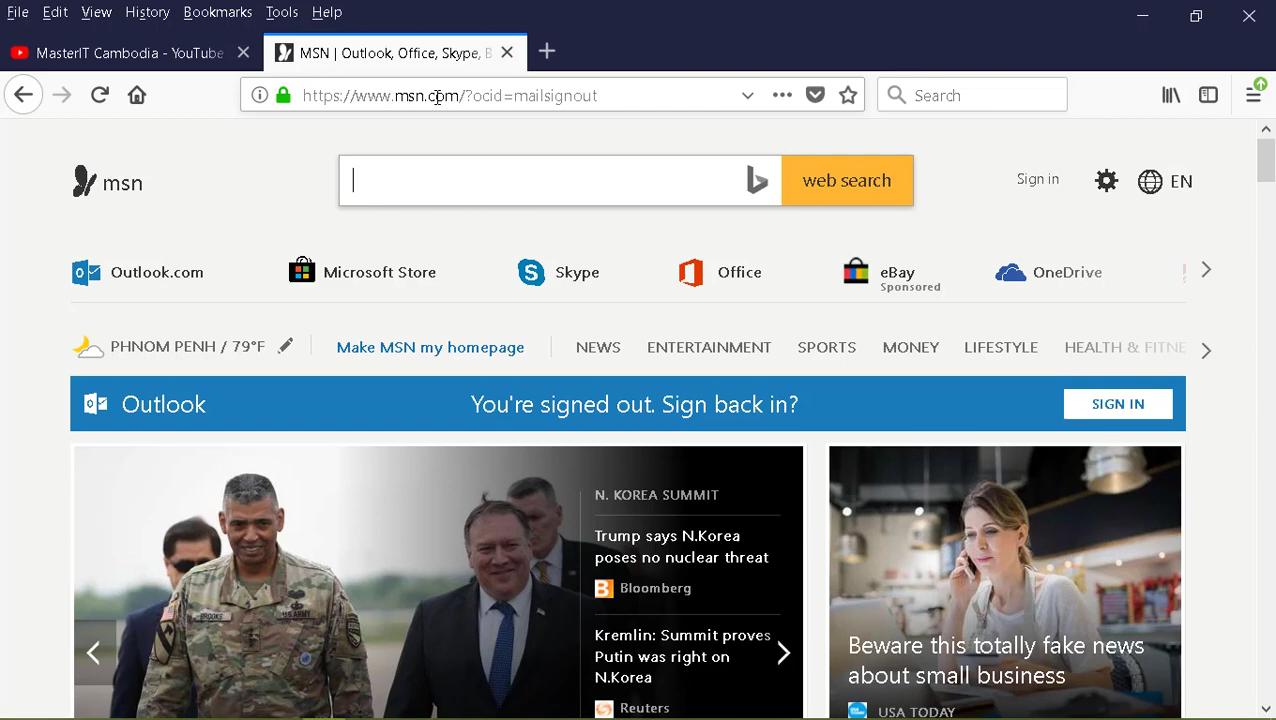 File Edit View History Bookmarks Tools Help
MasterIT Cambodia - YouTube
MSN | Outlook, Office, Skype, B
https://www.msn.com/?ocid=mailsignout
Search
msn
web search
Sign in
EN
Outlook.com
Microsoft Store
Skype
Office
eBay
Sponsored
OneDrive
PHNOM PENH / 79°F
Make MSN my homepage
NEWS
ENTERTAINMENT
SPORTS
MONEY
LIFESTYLE
HEALTH & FITNE
Outlook
You're signed out. Sign back in?
SIGN IN
BROOKS
U.S. ARMY
N. KOREA SUMMIT
Trump says N.Korea
poses no nuclear threat
Bloomberg
Kremlin: Summit proves
Putin was right on
N.Korea
Reuters
Beware this totally fake news
about small business
USA TODAY